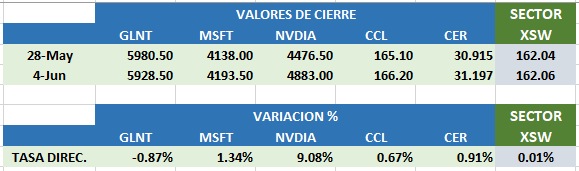 VALORES DE CIERRE SECTOR
GLNT MSFT NVDIA CCL CER XSW
28-May 5980.50 4138.00 4476.50 165.10 30.915 162.04
4-Jun 5928.50 4193.50 4883.00 166.20 31.197 162.06
VARIACION % SECTOR
GLNT MSFT NVDIA CCL CER XSW
TASA DIREC. -0.87% 1.34% 9.08% 0.67% 0.91% 0.01%